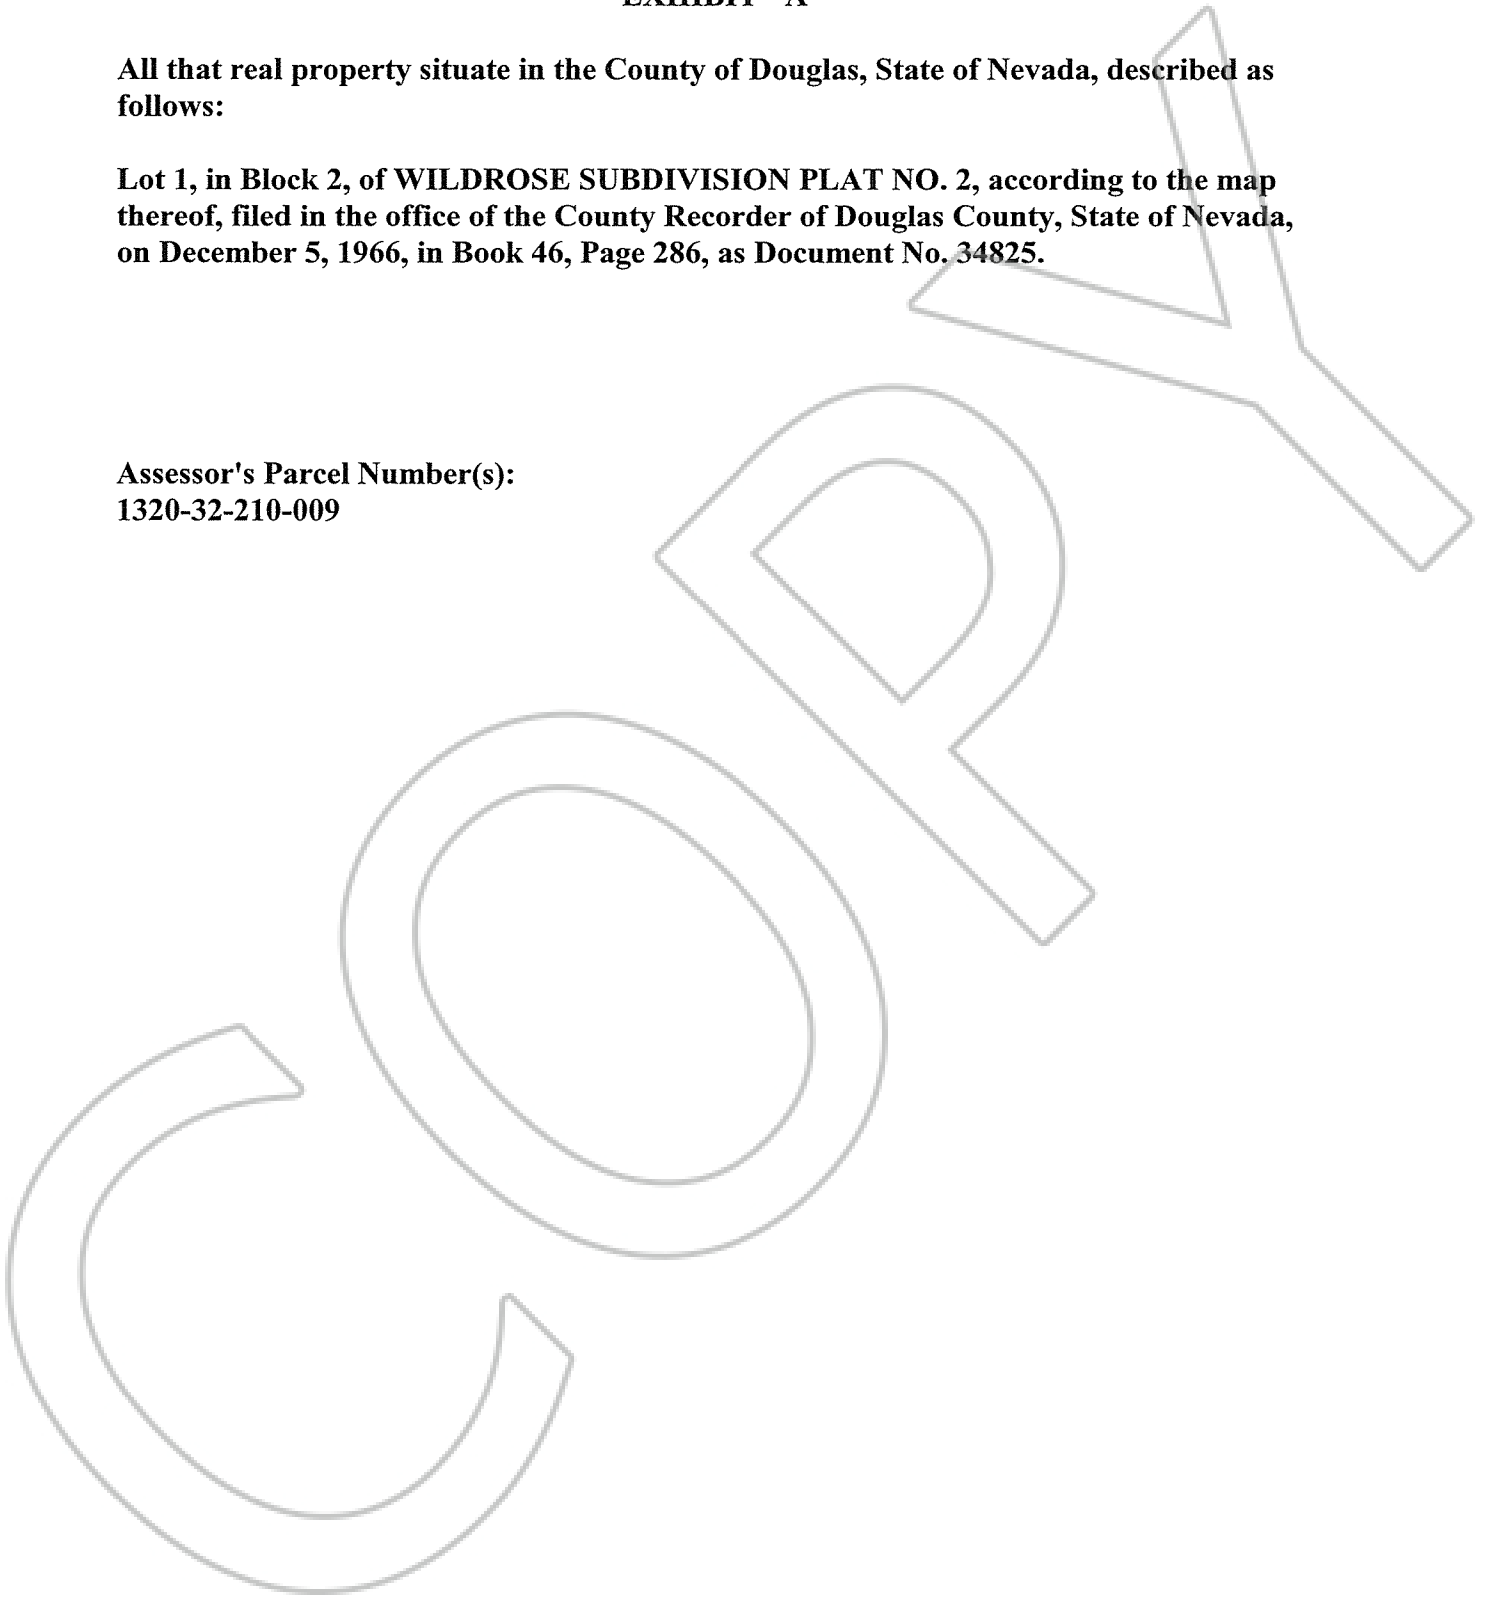 EXHIBIT "A"
All that real property situate in the County of Douglas, State of Nevada, described as
follows:
Lot 1, in Block 2, of WILDROSE SUBDIVISION PLAT NO. 2, according to the map
thereof, filed in the office of the County Recorder of Douglas County, State of Nevada,
on December 5, 1966, in Book 46, Page 286, as Document No. 34825.
Assessor's Parcel Number(s):
1320-32-210-009
COPY